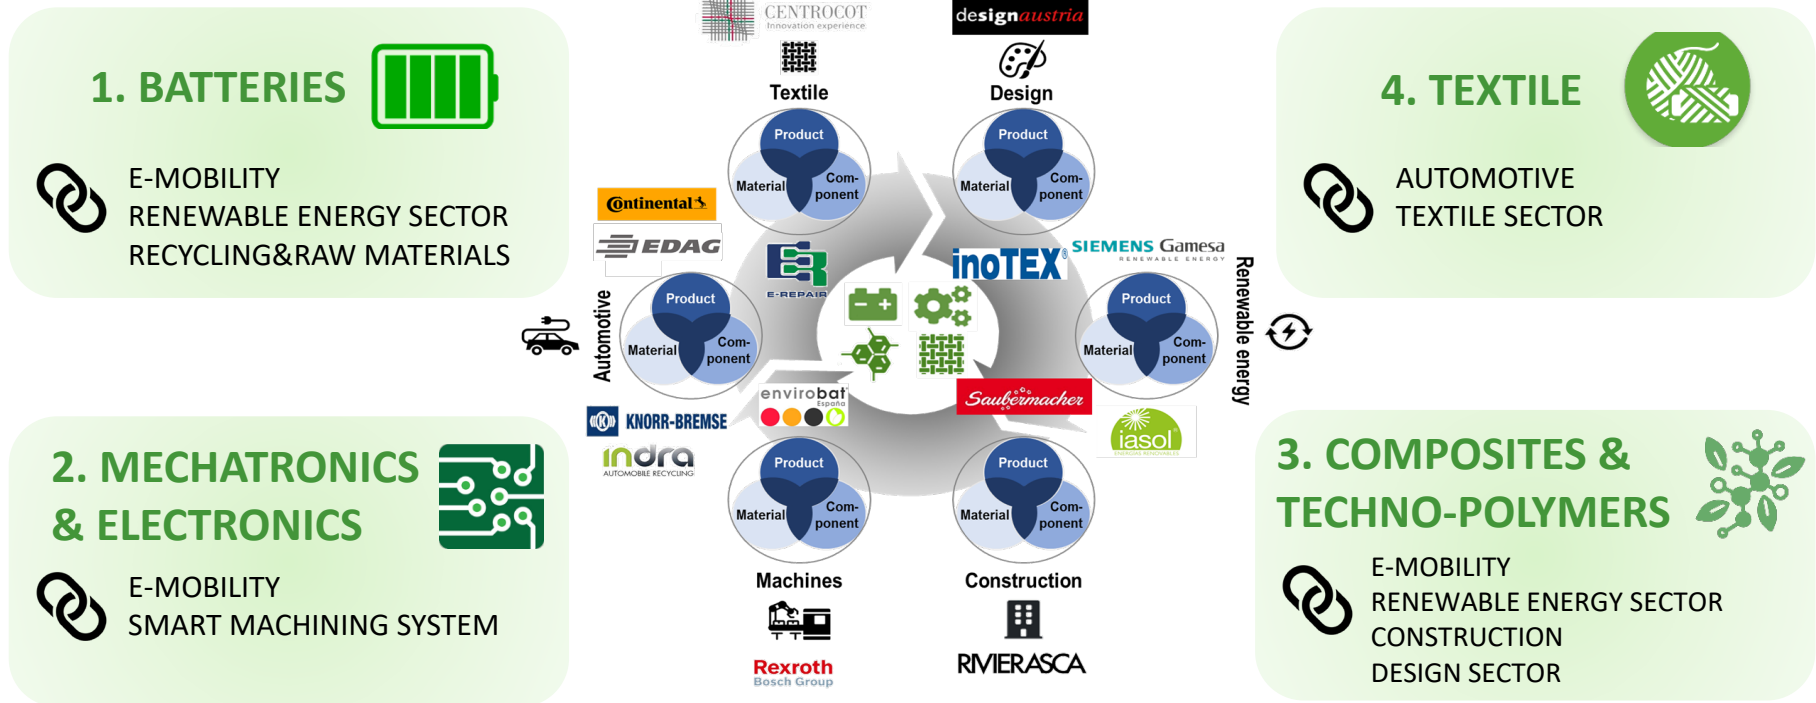 1. BATTERIES
E-MOBILITY
RENEWABLE ENERGY SECTOR
RECYCLING&RAW MATERIALS
2. MECHATRONICS
& ELECTRONICS
E-MOBILITY
SMART MACHINING SYSTEM
CENTROCOT
Innovation experience
Textile
Product
Material
Com-
ponent
designaustria
Design
Product
Material
Com-
ponent
Continental
EDAG
E-REPAIR
inoTEX®
SIEMENS Gamesa
RENEWABLE ENERGY
Automotive
Product
Material
Com-
ponent
Product
Material
Com-
ponent
Renewable energy
KNORR-BREMSE
indra
AUTOMOBILE RECYCLING
envirobat
España
Saubermacher
iasol
ENERGÍAS RENOVABLES
Product
Material
Com-
ponent
Machines
Rexroth
Bosch Group
Product
Material
Com-
ponent
Construction
RIVIERASCA
4. TEXTILE
AUTOMOTIVE
TEXTILE SECTOR
3. COMPOSITES &
TECHNO-POLYMERS
E-MOBILITY
RENEWABLE ENERGY SECTOR
CONSTRUCTION
DESIGN SECTOR